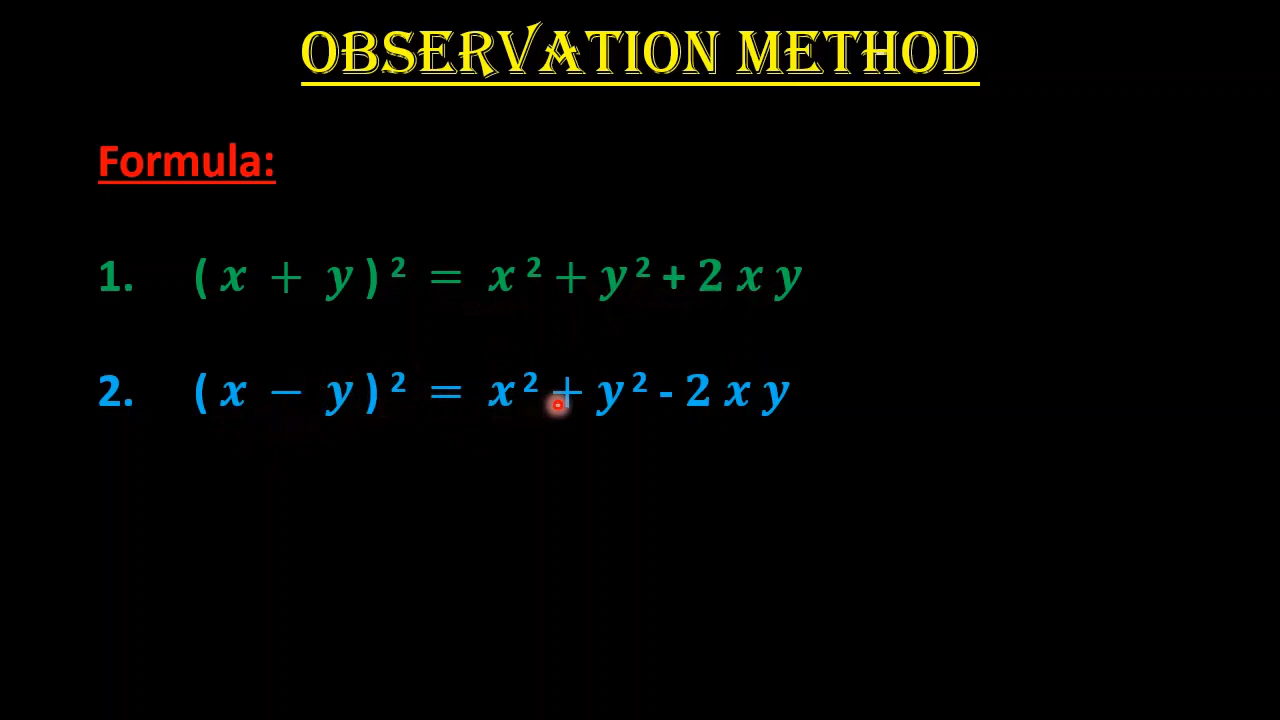 OBSERVATION METHOD
Formula:
1. ( x + y ) ² = x ² + y ² + 2 x y
2. ( x − y ) ² = x ² + y ² - 2 x y